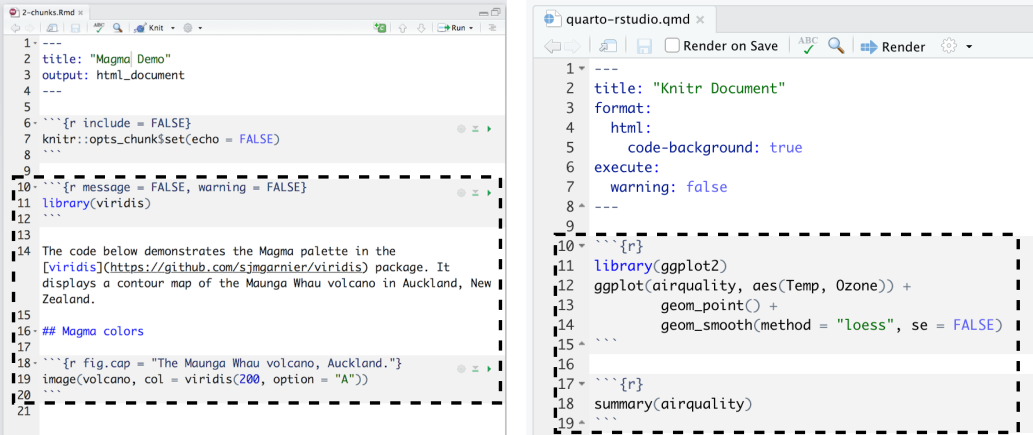 2-chunks.Rmd
Knit
Run
1 ---
2 title: "Magma Demo"
3 output: html_document
4 ---
5
6 ```{r include = FALSE}
7 knitr::opts_chunk$set(echo = FALSE)
8 ```
9
10 ```{r message = FALSE, warning = FALSE}
11 library(viridis)
12 ```
13
14 The code below demonstrates the Magma palette in the
[viridis](https://github.com/sjmgarnier/viridis) package. It
displays a contour map of the Maunga Whau volcano in Auckland, New
Zealand.
15
16 ## Magma colors
17
18 ```{r fig.cap = "The Maunga Whau volcano, Auckland."}
19 image(volcano, col = viridis(200, option = "A"))
20 ```
21
quarto-rstudio.qmd
Render on Save
ABC
Render
1 ---
2 title: "Knitr Document"
3 format:
4   html:
5     code-background: true
6 execute:
7   warning: false
8 ---
9
10 ```{r}
11 library(ggplot2)
12 ggplot(airquality, aes(Temp, Ozone)) +
13         geom_point() +
14         geom_smooth(method = "loess", se = FALSE)
15 ```
16
17 ```{r}
18 summary(airquality)
19 ```